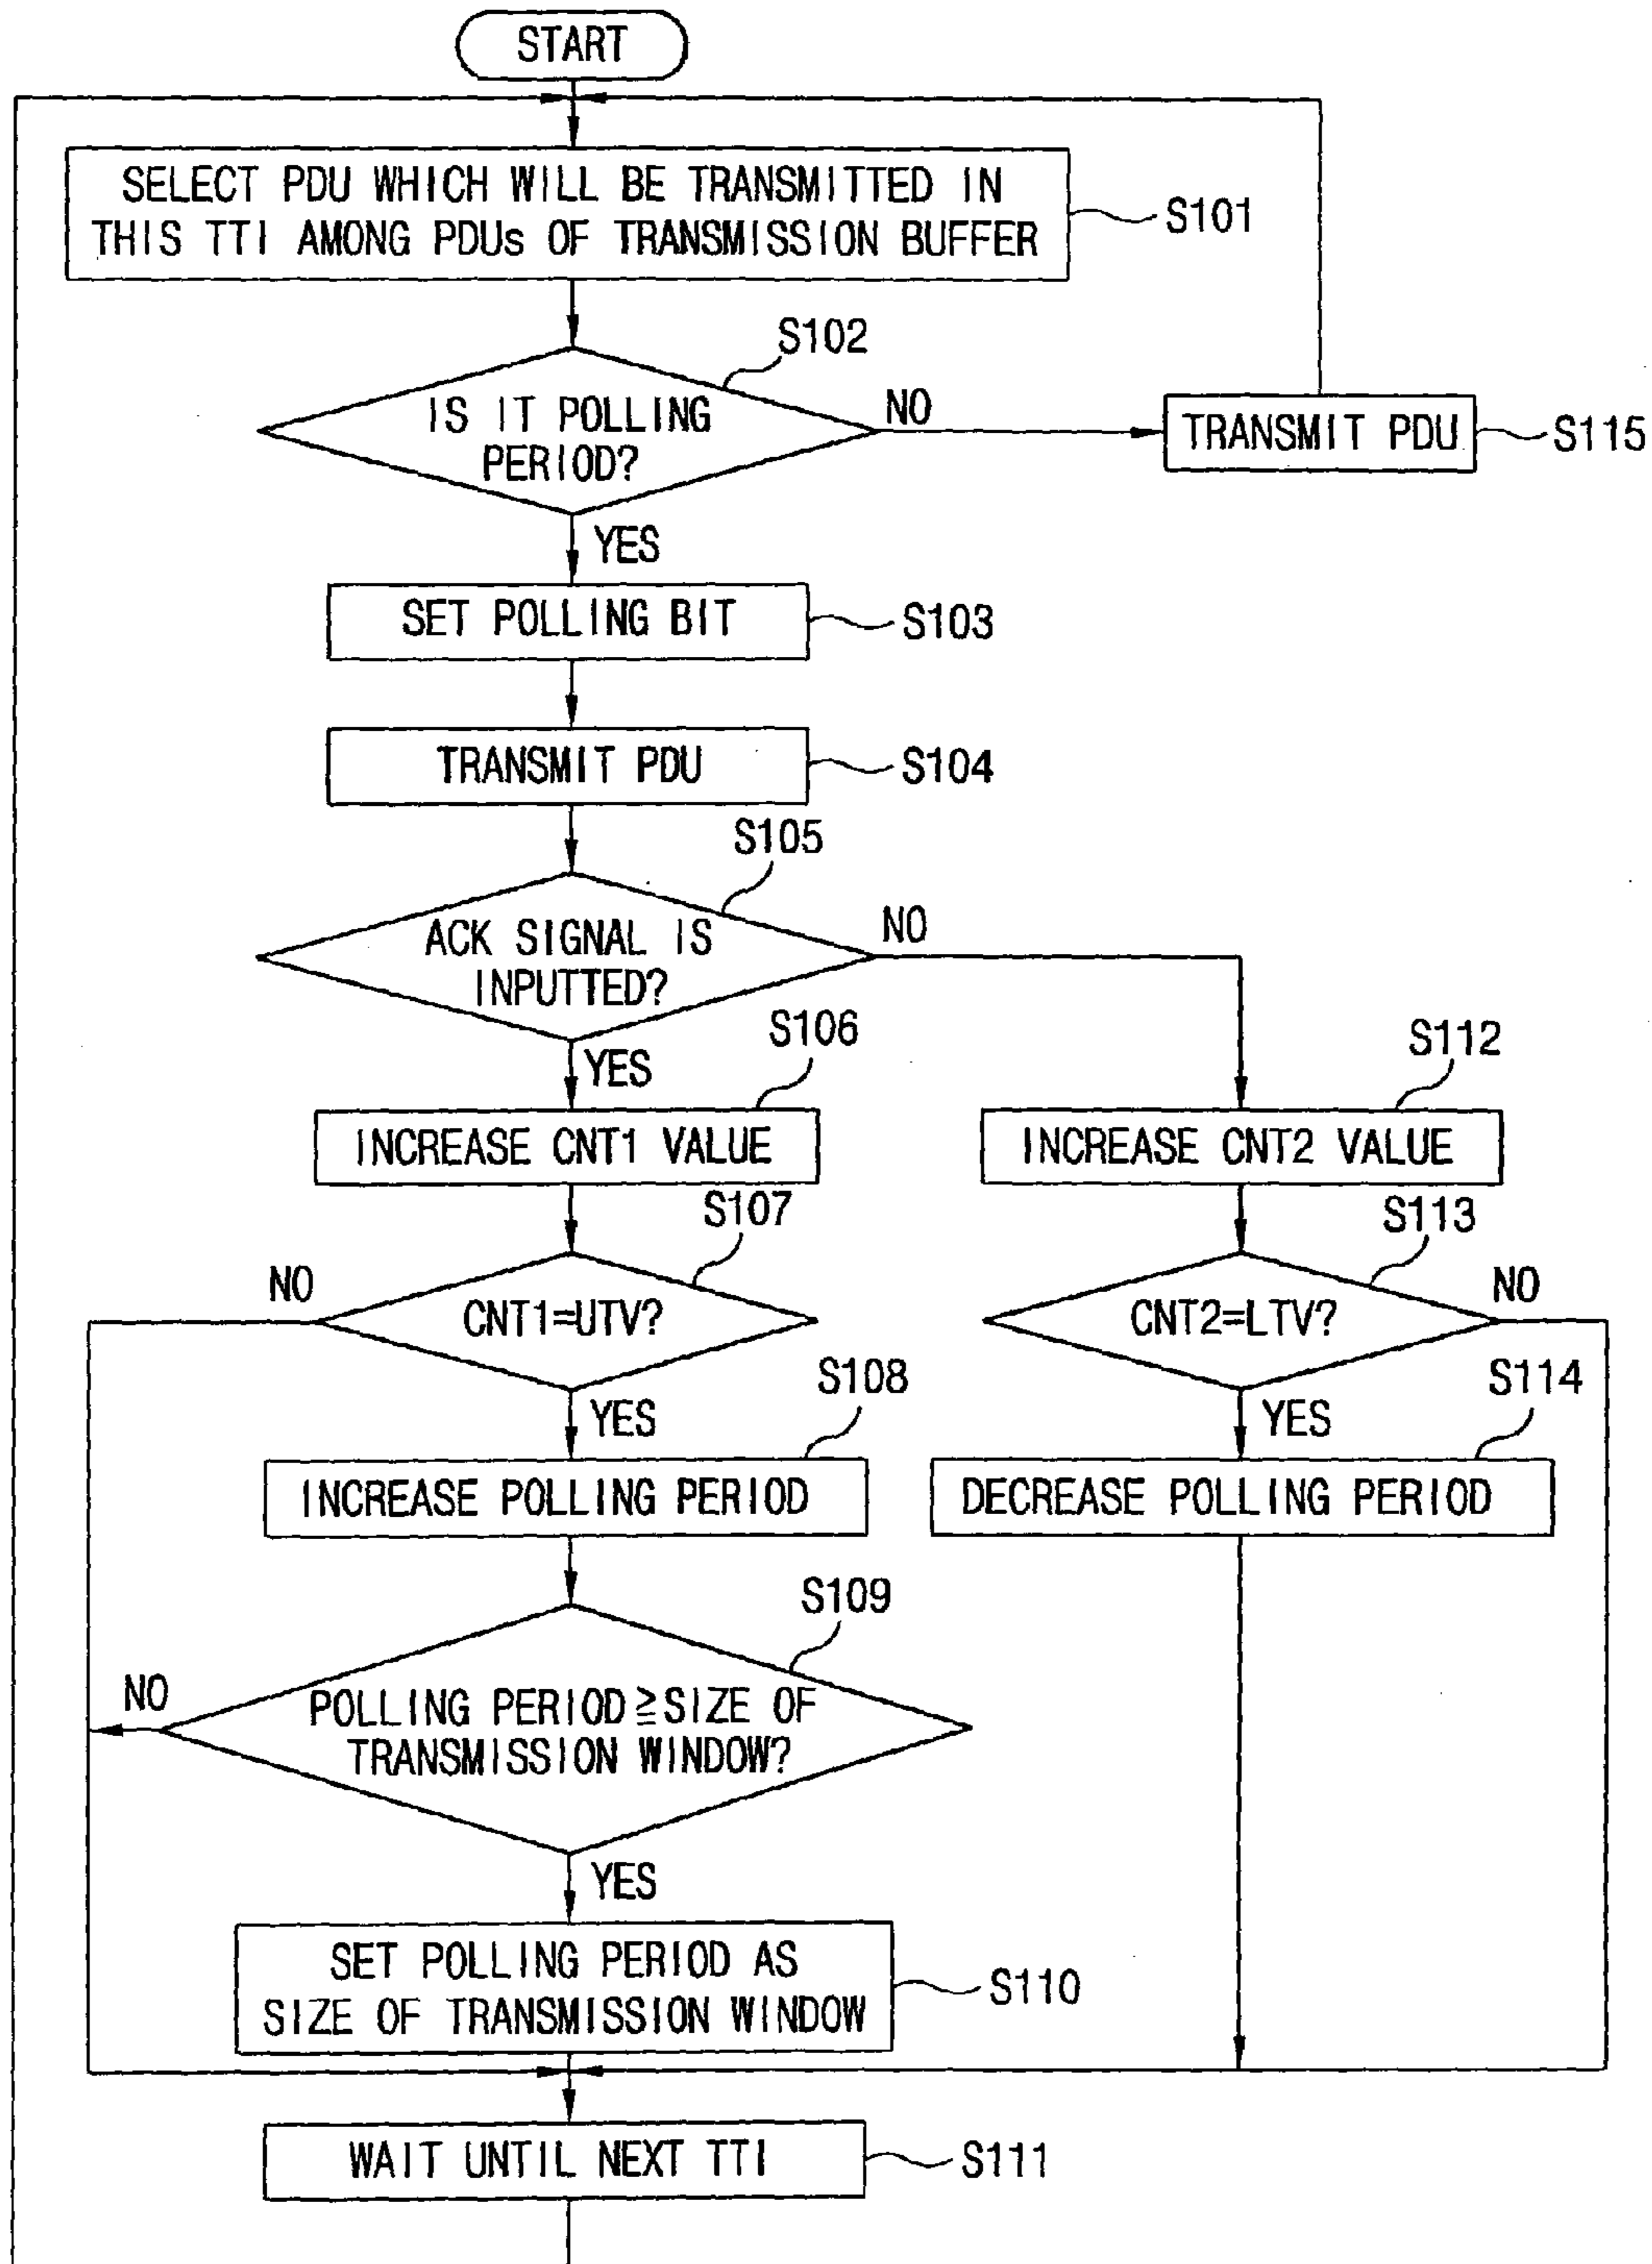 START
SELECT PDU WHICH WILL BE TRANSMITTED IN
THIS TTI AMONG PDUs OF TRANSMISSION BUFFER
S101
S102
IS IT POLLING
PERIOD?
NO
TRANSMIT PDU
S115
YES
SET POLLING BIT
S103
TRANSMIT PDU
S104
S105
ACK SIGNAL IS
INPUTTED?
NO
YES
S106
S112
INCREASE CNT1 VALUE
INCREASE CNT2 VALUE
S107
S113
NO
CNT1=UTV?
CNT2=LTV?
NO
YES
S108
YES
S114
INCREASE POLLING PERIOD
DECREASE POLLING PERIOD
S109
NO
POLLING PERIOD≧SIZE OF
TRANSMISSION WINDOW?
YES
SET POLLING PERIOD AS
SIZE OF TRANSMISSION WINDOW
S110
WAIT UNTIL NEXT TTI
S111